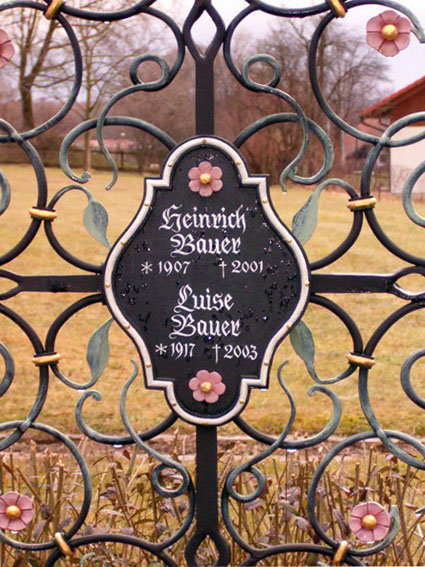 Heinrich
Bauer
* 1907 † 2001
Luise
Bauer
* 1917 † 2003